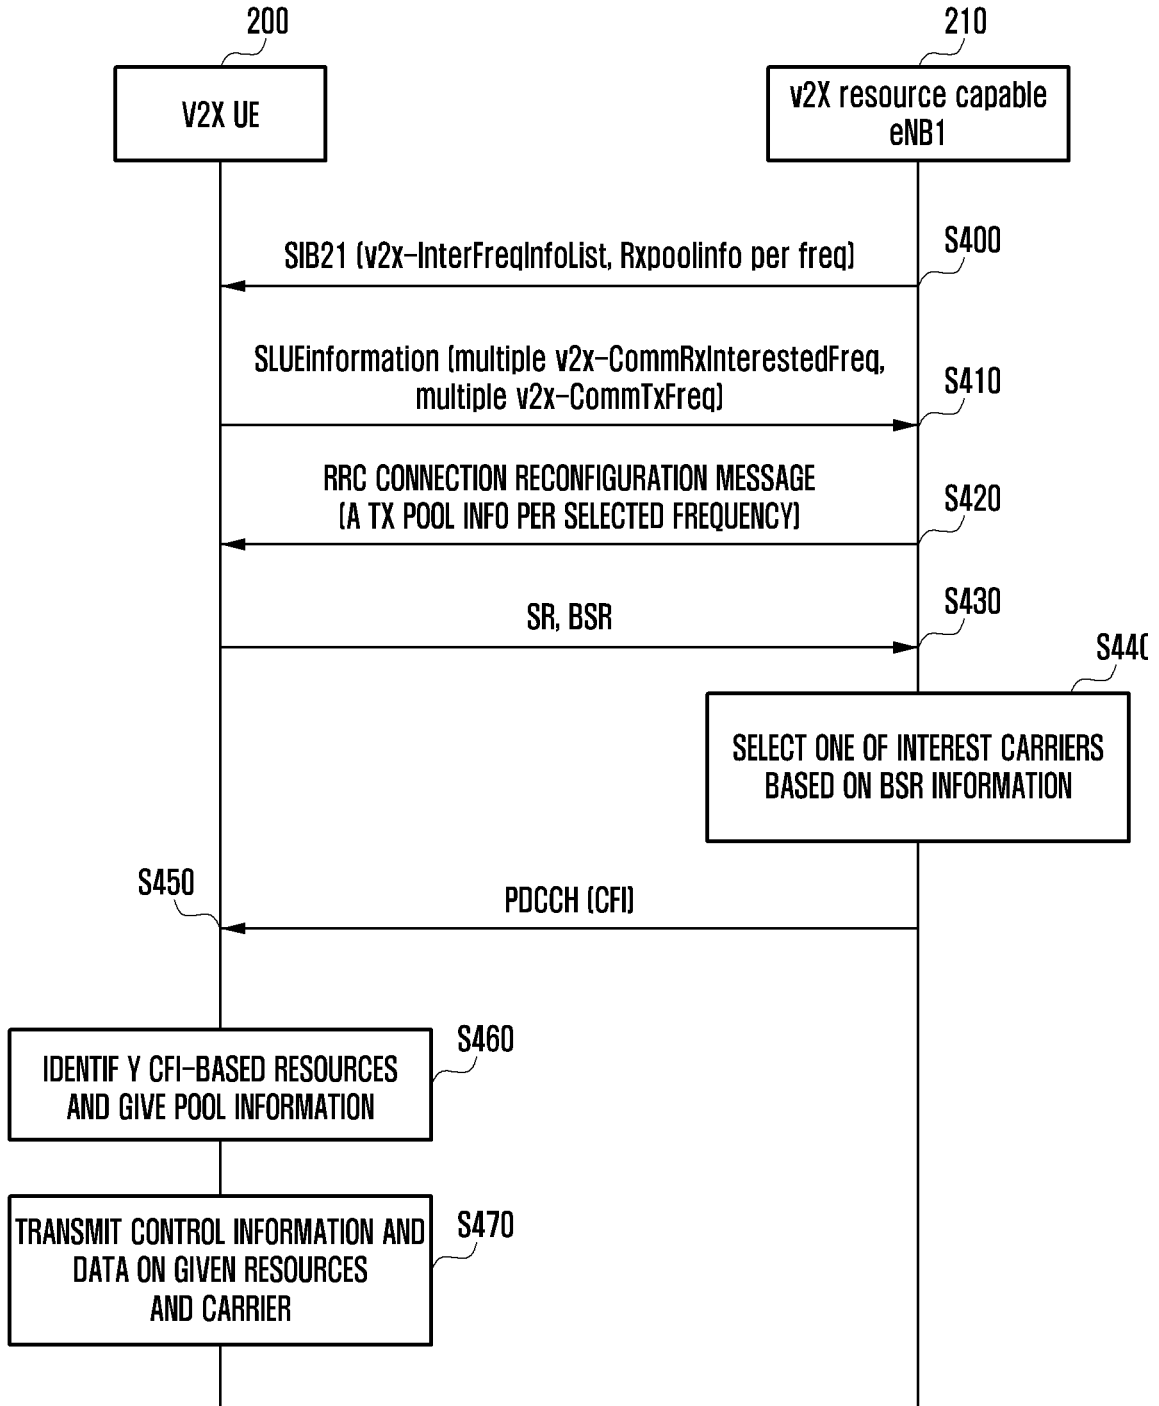 200
210
V2X UE
v2X resource capable
eNB1
SIB21 (v2x-InterFreqInfoList, Rxpoolinfo per freq)
S400
SLUEinformation (multiple v2x-CommRxInterestedFreq,
multiple v2x-CommTxFreq)
S410
RRC CONNECTION RECONFIGURATION MESSAGE
(A TX POOL INFO PER SELECTED FREQUENCY)
S420
SR, BSR
S430
S440
SELECT ONE OF INTEREST CARRIERS
BASED ON BSR INFORMATION
S450
PDCCH (CFI)
IDENTIF Y CFI-BASED RESOURCES
AND GIVE POOL INFORMATION
S460
TRANSMIT CONTROL INFORMATION AND
DATA ON GIVEN RESOURCES
AND CARRIER
S470